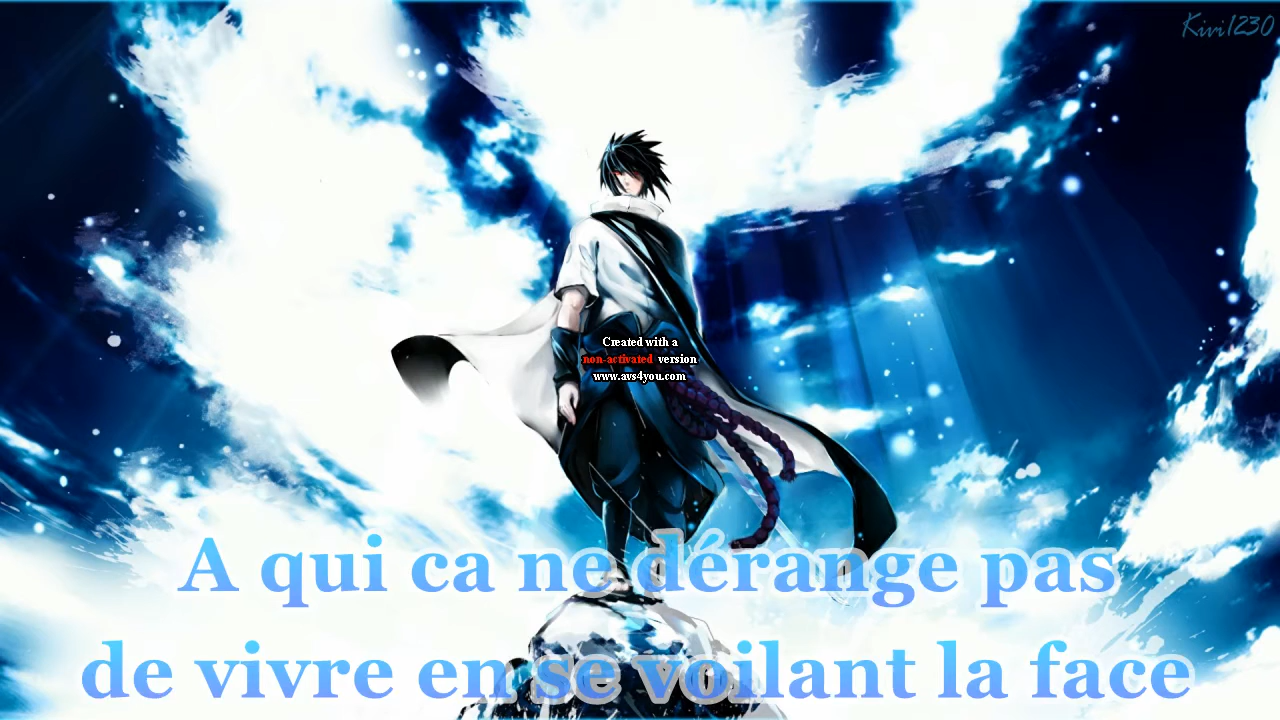 Kivi1230
Created with a
non-activated version
www.avs4you.com
A qui ca ne dérange pas
de vivre en se voilant la face